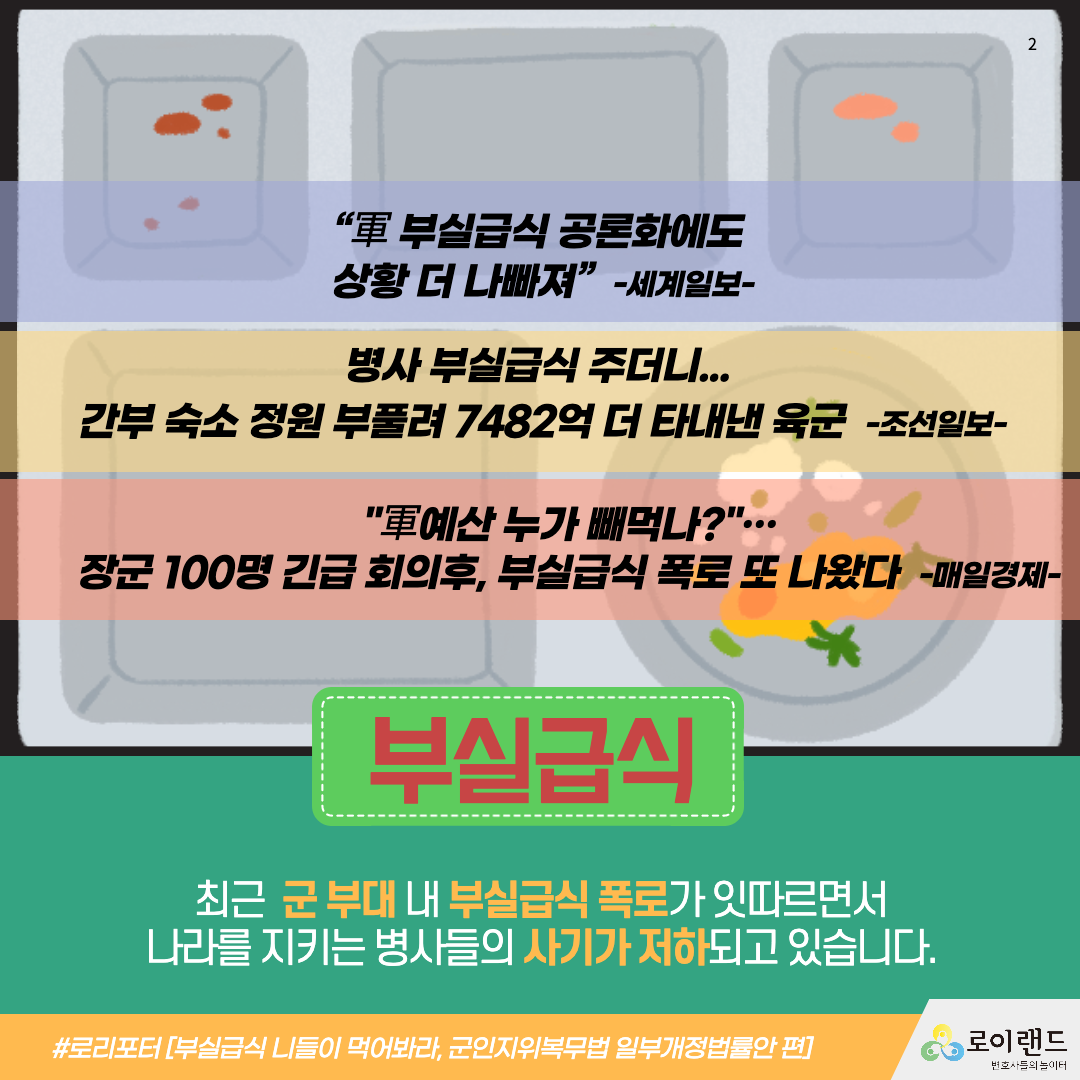 2
“軍 부실급식 공론화에도
상황 더 나빠져” -세계일보-
병사 부실급식 주더니...
간부 숙소 정원 부풀려 7482억 더 타내낸 육군 -조선일보-
"軍예산 누가 빼먹나?"…
장군 100명 긴급 회의후, 부실급식 폭로 또 나왔다 -매일경제-
부실급식
최근 군 부대 내 부실급식 폭로가 잇따르면서
나라를 지키는 병사들의 사기가 저하되고 있습니다.
#로리포터 [부실급식 니들이 먹어봐라, 군인지위복무법 일부개정법률안 편]
로이랜드
변호사들의 놀이터